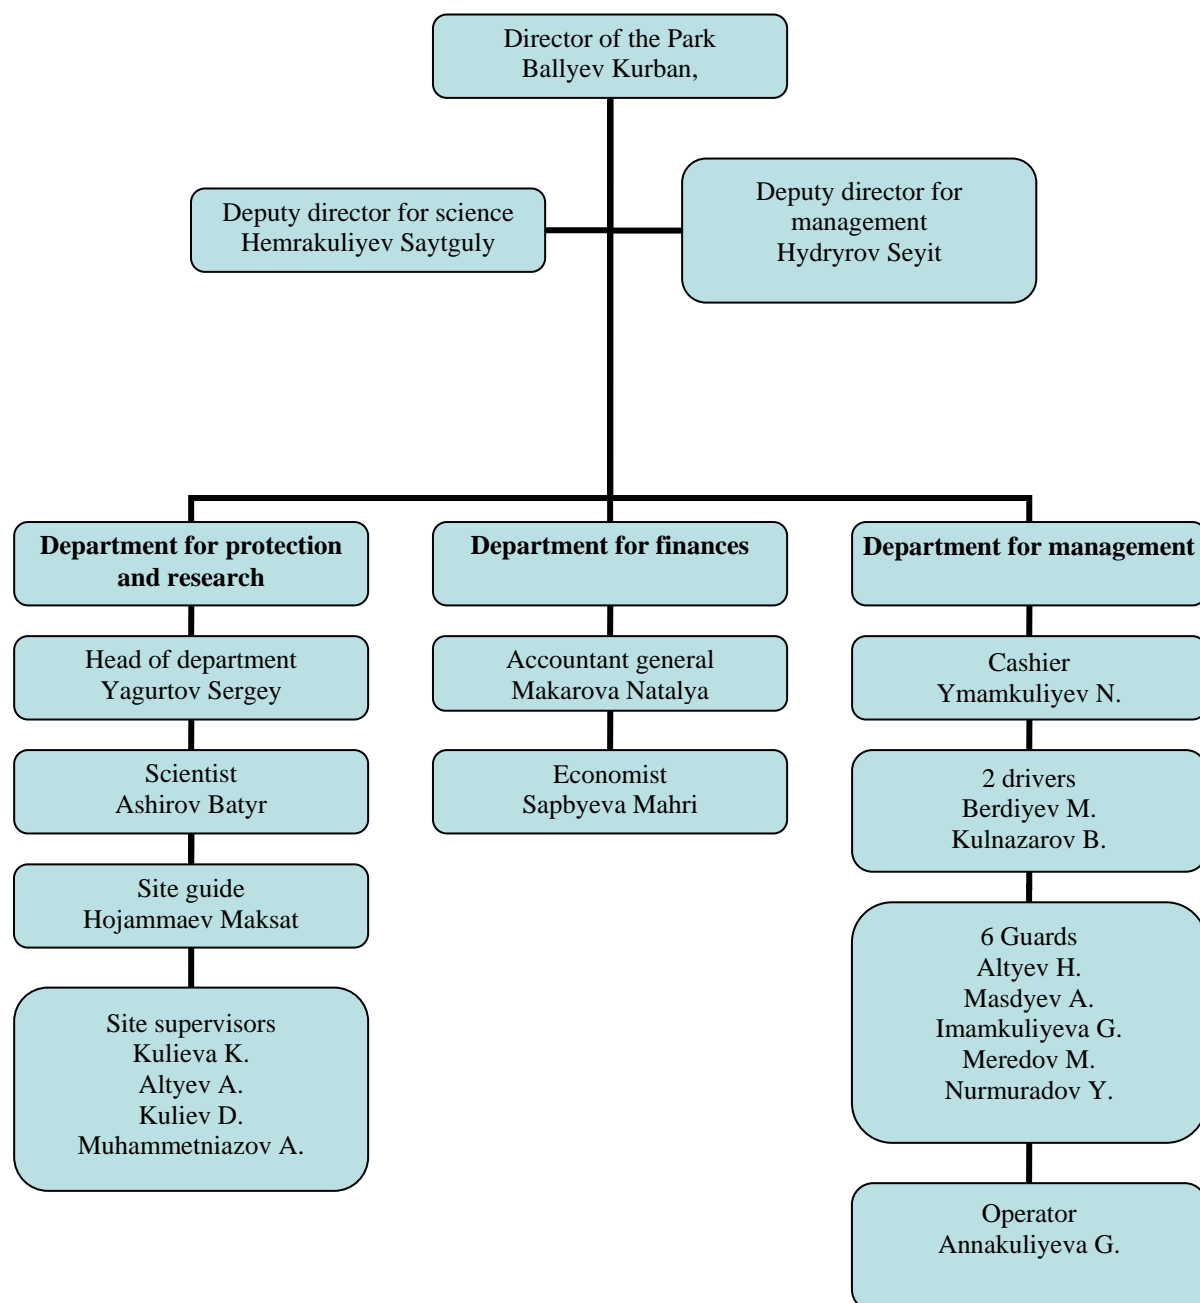 Director of the Park
Ballyev Kurban,
Deputy director for science
Hemrakuliyev Saytguly
Deputy director for
management
Hydryrov Seyit
Department for protection
and research
Head of department
Yagurtov Sergey
Scientist
Ashirov Batyr
Site guide
Hojammaev Maksat
Site supervisors
Kulieva K.
Altyev A.
Kuliev D.
Muhammetniazov A.
Department for finances
Accountant general
Makarova Natalya
Economist
Sapbyeva Mahri
Department for management
Cashier
Ymamkuliyev N.
2 drivers
Berdiyev M.
Kulnazarov B.
6 Guards
Altyev H.
Masdyev A.
Imamkuliyeva G.
Meredov M.
Nurmuradov Y.
Operator
Annakuliyeva G.